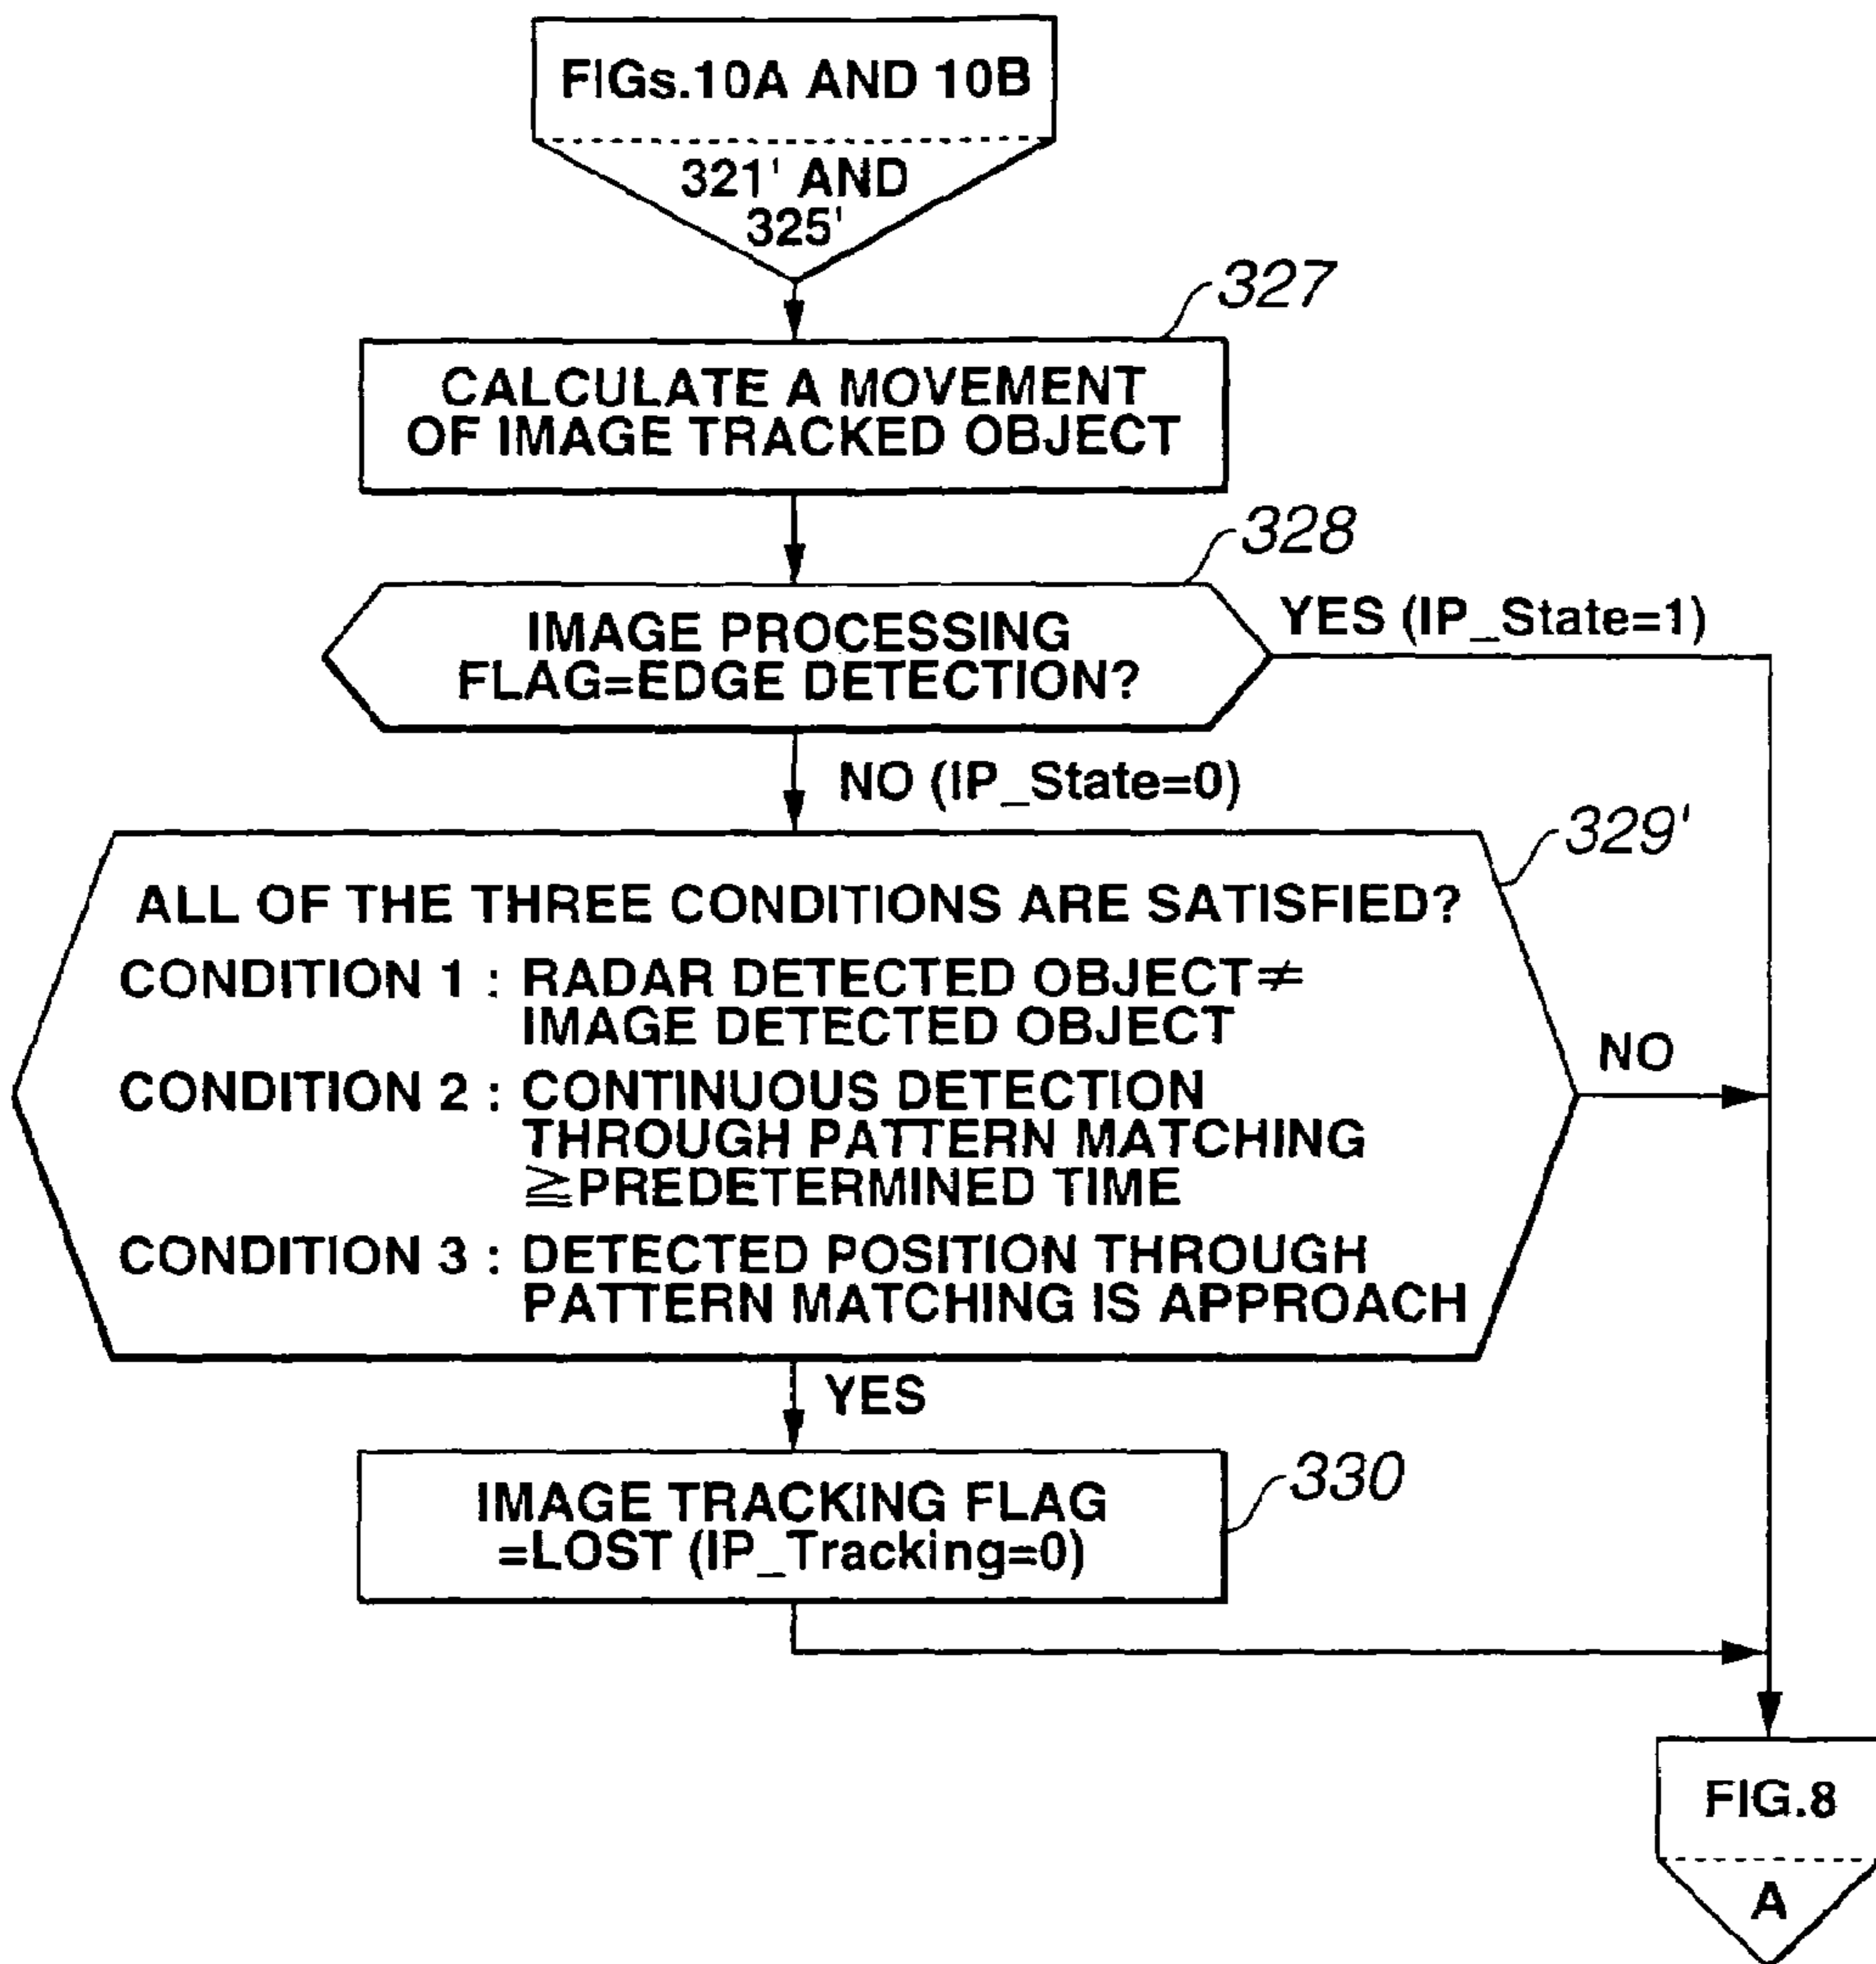 FIGs.10A AND 10B
321' AND
325'
327
CALCULATE A MOVEMENT
OF IMAGE TRACKED OBJECT
328
IMAGE PROCESSING
FLAG=EDGE DETECTION?
YES (IP_State=1)
NO (IP_State=0)
329'
ALL OF THE THREE CONDITIONS ARE SATISFIED?
CONDITION 1 : RADAR DETECTED OBJECT≠
IMAGE DETECTED OBJECT
CONDITION 2 : CONTINUOUS DETECTION
THROUGH PATTERN MATCHING
≧PREDETERMINED TIME
CONDITION 3 : DETECTED POSITION THROUGH
PATTERN MATCHING IS APPROACH
NO
YES
330
IMAGE TRACKING FLAG
=LOST (IP_Tracking=0)
FIG.8
A